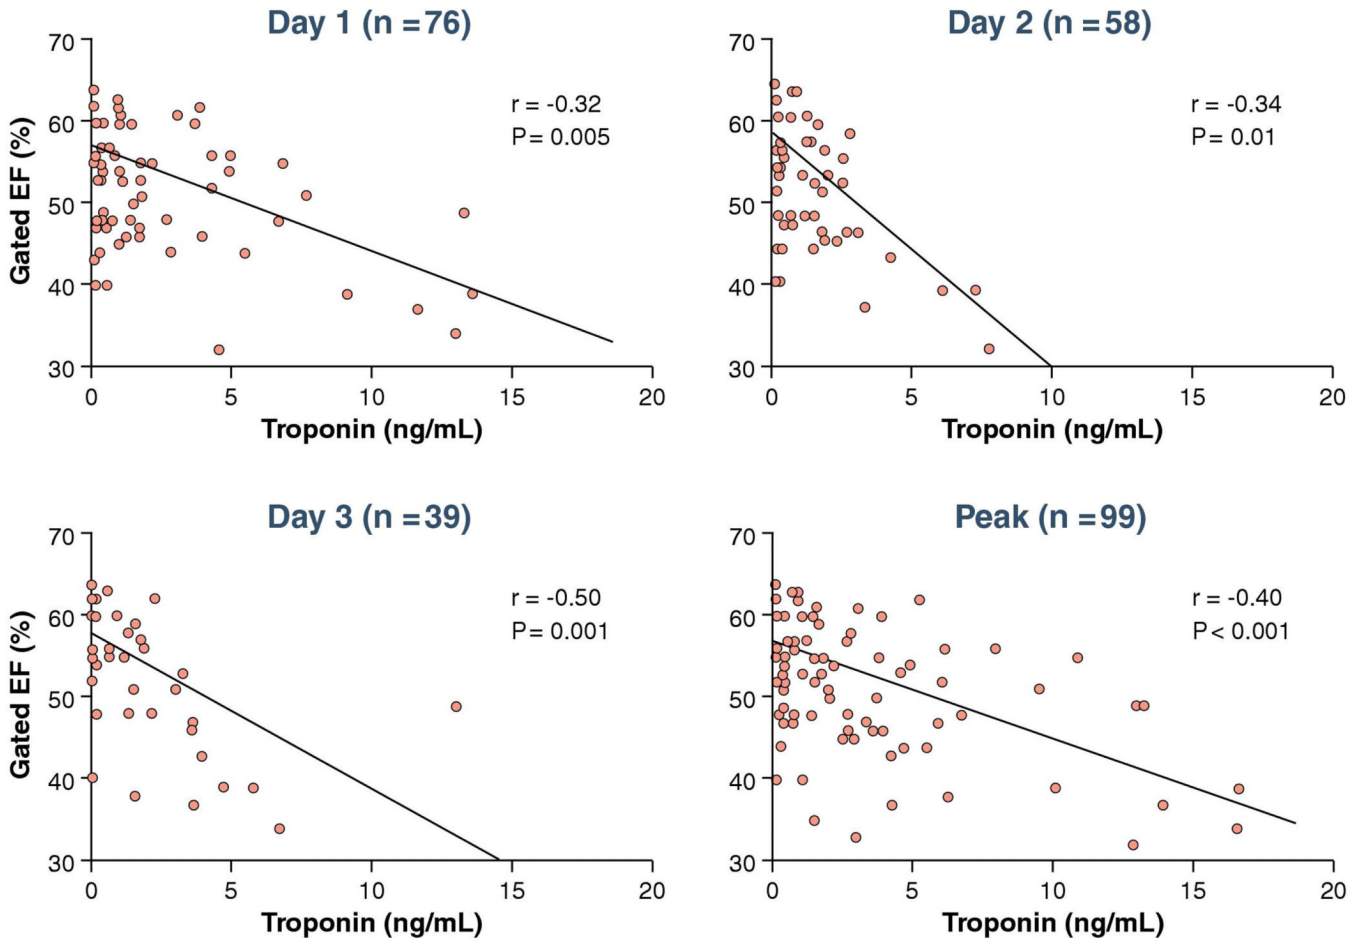 Day 1 (n =76)
Gated EF (%)
70
60
50
40
30
r = -0.32
P= 0.005
0 5 10 15 20
Troponin (ng/mL)
Day 2 (n =58)
70
60
50
40
30
r = -0.34
P= 0.01
0 5 10 15 20
Troponin (ng/mL)
Day 3 (n =39)
Gated EF (%)
70
60
50
40
30
r = -0.50
P= 0.001
0 5 10 15 20
Troponin (ng/mL)
Peak (n =99)
70
60
50
40
30
r = -0.40
P< 0.001
0 5 10 15 20
Troponin (ng/mL)